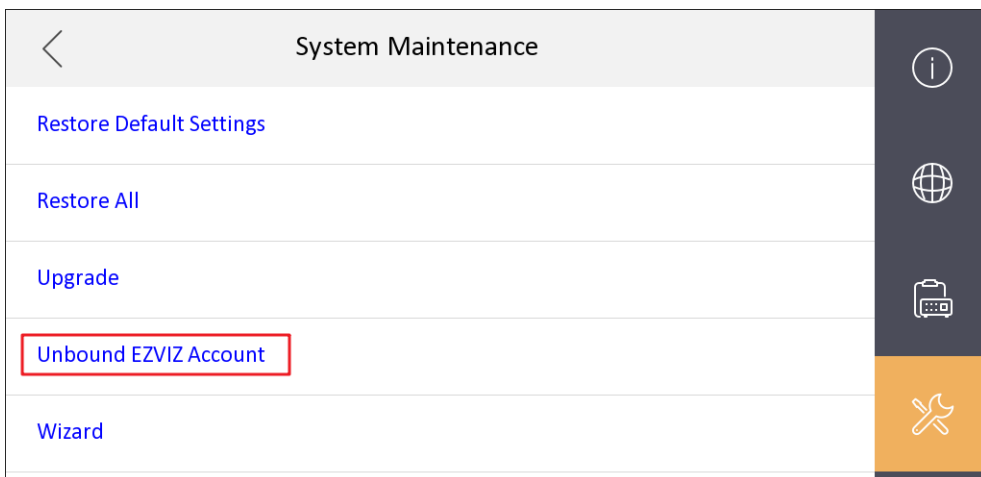 System Maintenance
Restore Default Settings
Restore All
Upgrade
Unbound EZVIZ Account
Wizard